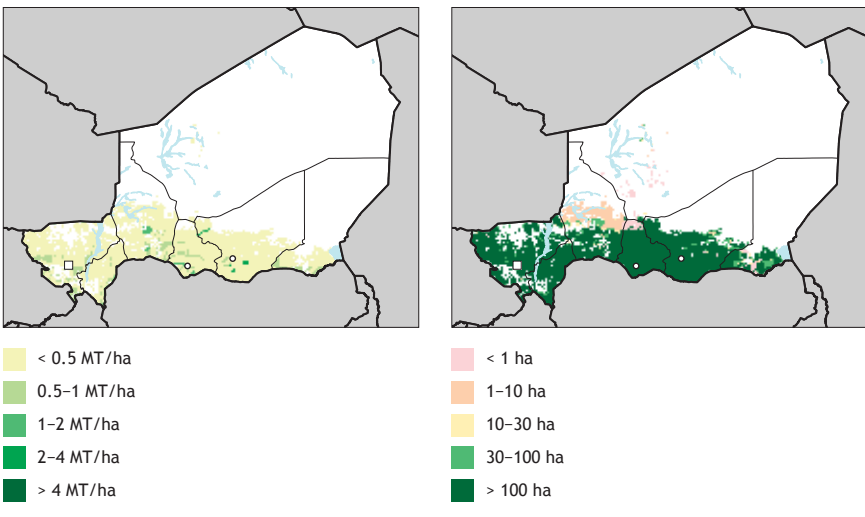 < 0.5 MT/ha
0.5–1 MT/ha
1–2 MT/ha
2–4 MT/ha
> 4 MT/ha
< 1 ha
1–10 ha
10–30 ha
30–100 ha
> 100 ha